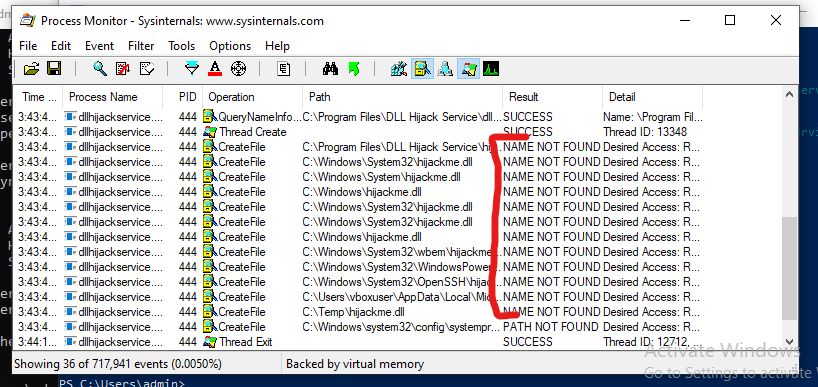 Process Monitor - Sysinternals: www.sysinternals.com
File Edit Event Filter Tools Options Help
Time ... Process Name PID Operation Path Result Detail
3:43:4... dllhijackservice.... 444 QueryNameInfo... C:\Program Files\DLL Hijack Service\dll... SUCCESS Name: \Program Fil...
3:43:4... dllhijackservice.... 444 Thread Create SUCCESS Thread ID: 13348
3:43:4... dllhijackservice.... 444 CreateFile C:\Program Files\DLL Hijack Service\hij... NAME NOT FOUND Desired Access: R...
3:43:4... dllhijackservice.... 444 CreateFile C:\Windows\System32\hijackme.dll NAME NOT FOUND Desired Access: R...
3:43:4... dllhijackservice.... 444 CreateFile C:\Windows\System\hijackme.dll NAME NOT FOUND Desired Access: R...
3:43:4... dllhijackservice.... 444 CreateFile C:\Windows\hijackme.dll NAME NOT FOUND Desired Access: R...
3:43:4... dllhijackservice.... 444 CreateFile C:\Windows\System32\hijackme.dll NAME NOT FOUND Desired Access: R...
3:43:4... dllhijackservice.... 444 CreateFile C:\Windows\System32\hijackme.dll NAME NOT FOUND Desired Access: R...
3:43:4... dllhijackservice.... 444 CreateFile C:\Windows\hijackme.dll NAME NOT FOUND Desired Access: R...
3:43:4... dllhijackservice.... 444 CreateFile C:\Windows\System32\wbem\hijackme.... NAME NOT FOUND Desired Access: R...
3:43:4... dllhijackservice.... 444 CreateFile C:\Windows\System32\WindowsPower... NAME NOT FOUND Desired Access: R...
3:43:4... dllhijackservice.... 444 CreateFile C:\Windows\System32\OpenSSH\hijac... NAME NOT FOUND Desired Access: R...
3:43:4... dllhijackservice.... 444 CreateFile C:\Users\vboxuser\AppData\Local\Mic... NAME NOT FOUND Desired Access: R...
3:43:4... dllhijackservice.... 444 CreateFile C:\Temp\hijackme.dll NAME NOT FOUND Desired Access: R...
3:43:4... dllhijackservice.... 444 CreateFile C:\Windows\system32\config\systempr... PATH NOT FOUND Desired Access: R...
3:44:1... dllhijackservice.... 444 Thread Exit SUCCESS Thread ID: 12712, ...
Showing 36 of 717,941 events (0.0050%) Backed by virtual memory
Activate Windows
Go to Settings to activate W
PS C:\Users\admin>